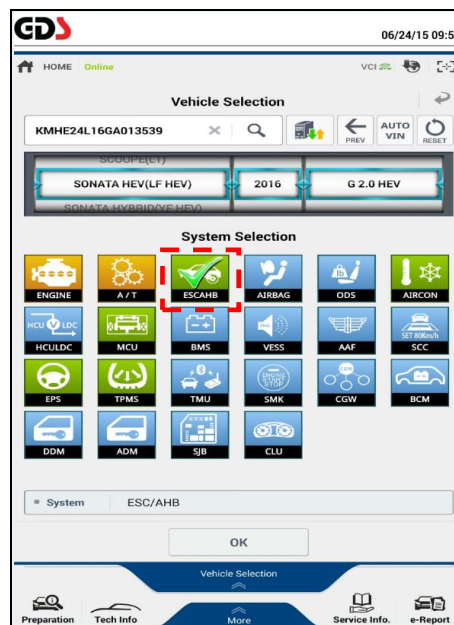 GDS
06/24/15 09:5
HOME Online VCI
Vehicle Selection
KMHE24L16GA013539 × PREV AUTO VIN RESET
SCOUPE(L1)
SONATA HEV(LF HEV) 2016 G 2.0 HEV
SONATA HYBRID(YF HEV)
System Selection
ENGINE A / T ESCAHB AIRBAG ODS AIRCON
HCU V LDC - + SET 80Km/h
HCULDC MCU BMS VESS AAF SCC
ENGINE START STOP CGW
EPS TPMS TMU SMK CGW BCM
DDM ADM SJB CLU
System ESC/AHB
OK
Vehicle Selection
Preparation Tech Info More Service Info. e-Report